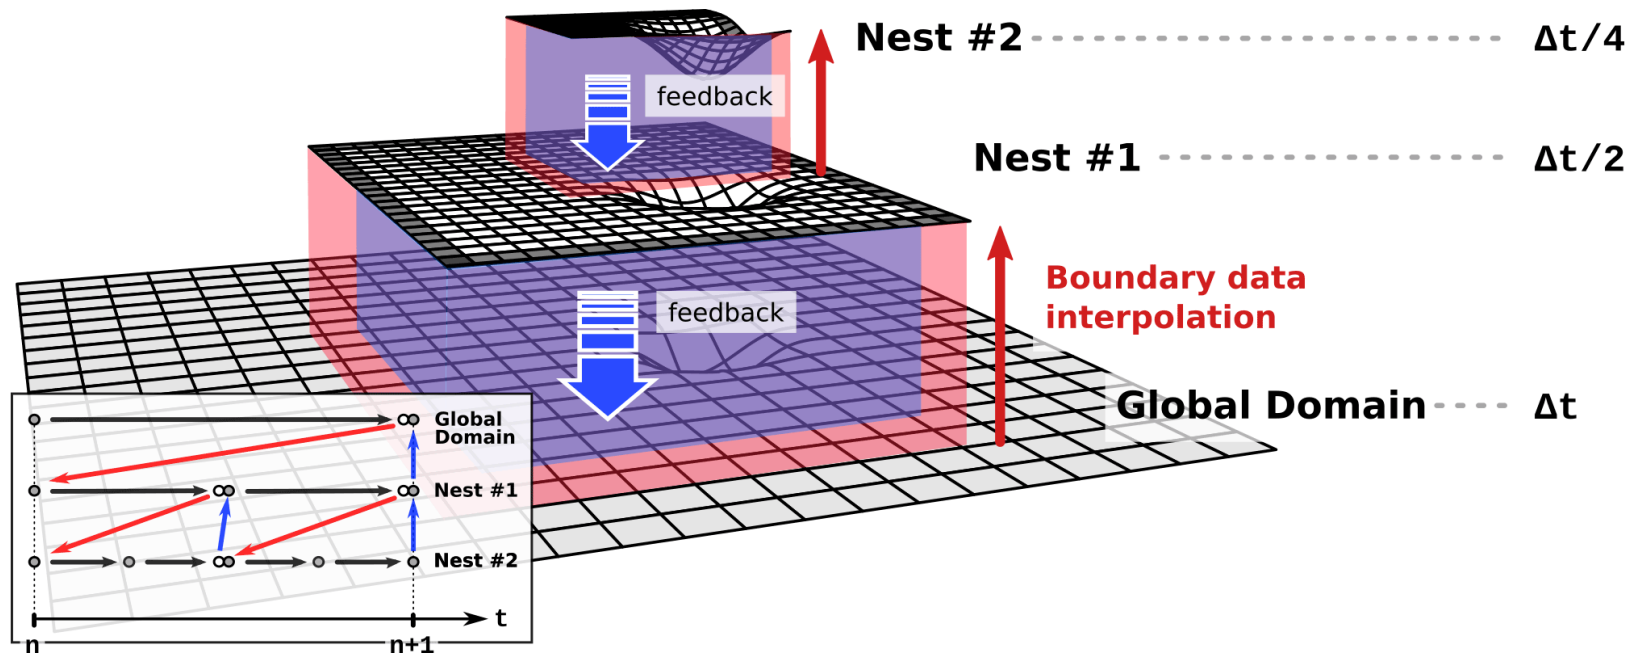 Nest #2 Δt/4
feedback
Nest #1 Δt/2
Boundary data
interpolation
feedback
Global Domain Δt
Global
Domain
Nest #1
Nest #2
t
n n+1